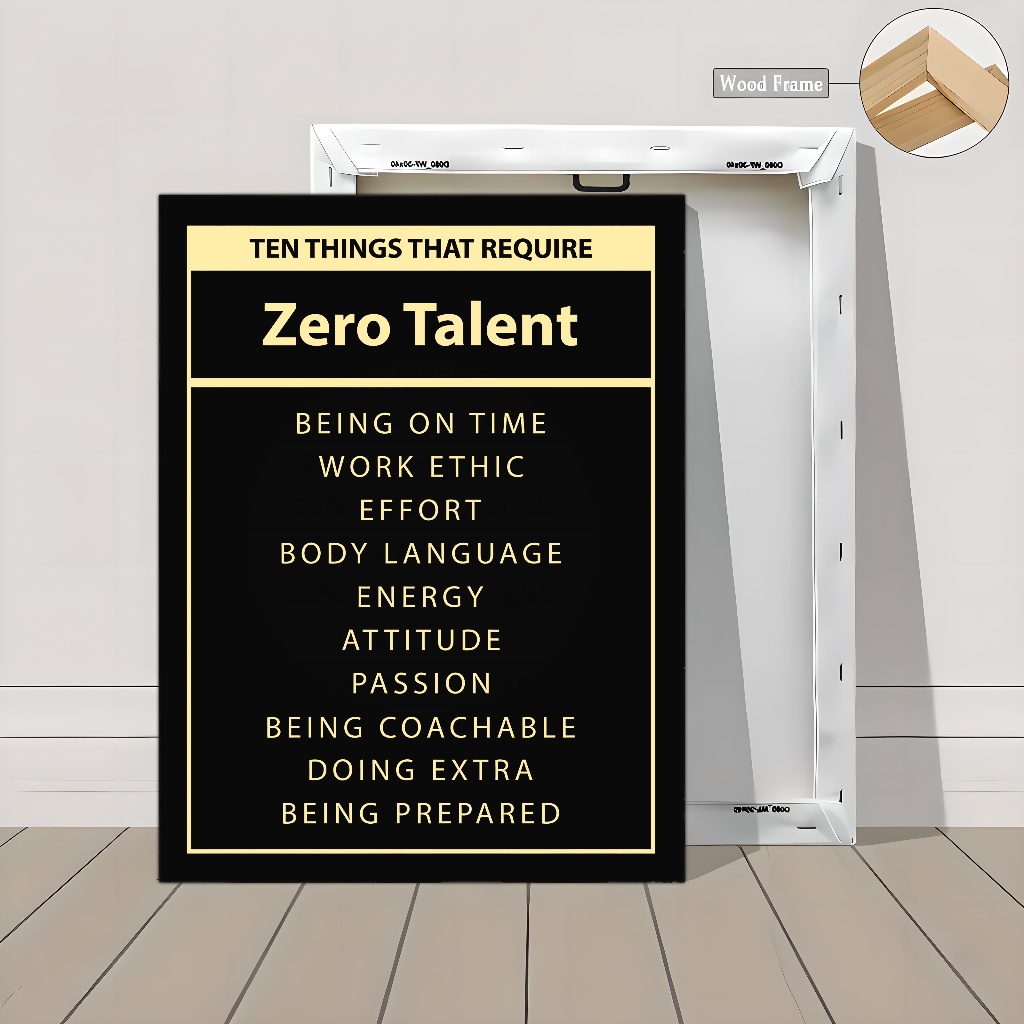 Wood Frame
TEN THINGS THAT REQUIRE
Zero Talent
BEING ON TIME
WORK ETHIC
EFFORT
BODY LANGUAGE
ENERGY
ATTITUDE
PASSION
BEING COACHABLE
DOING EXTRA
BEING PREPARED